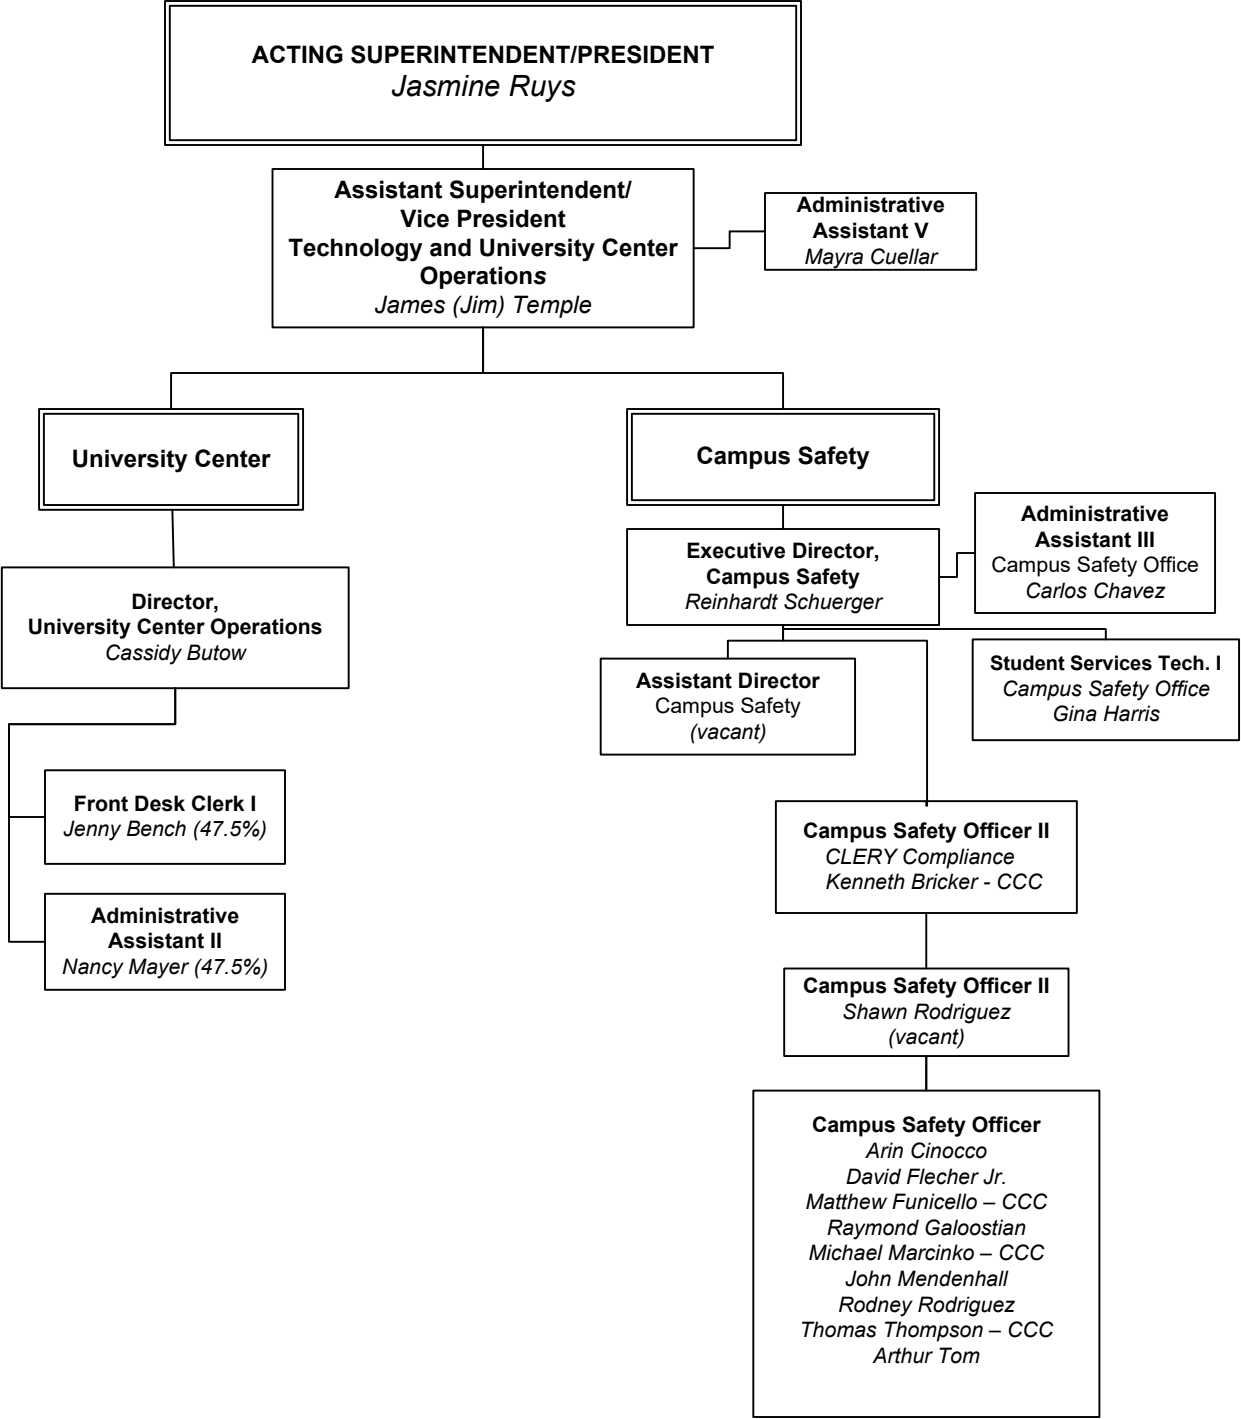 ACTING SUPERINTENDENT/PRESIDENT
Jasmine Ruys
Assistant Superintendent/
Vice President
Technology and University Center
Operations
James (Jim) Temple
Administrative
Assistant V
Mayra Cuellar
University Center
Campus Safety
Director,
University Center Operations
Cassidy Butow
Executive Director,
Campus Safety
Reinhardt Schuerger
Administrative
Assistant III
Campus Safety Office
Carlos Chavez
Assistant Director
Campus Safety
(vacant)
Student Services Tech. I
Campus Safety Office
Gina Harris
Front Desk Clerk I
Jenny Bench (47.5%)
Administrative
Assistant II
Nancy Mayer (47.5%)
Campus Safety Officer II
CLERY Compliance
Kenneth Bricker - CCC
Campus Safety Officer II
Shawn Rodriguez
(vacant)
Campus Safety Officer
Arin Cinocco
David Flecher Jr.
Matthew Funicello – CCC
Raymond Galoostian
Michael Marcinko – CCC
John Mendenhall
Rodney Rodriguez
Thomas Thompson – CCC
Arthur Tom